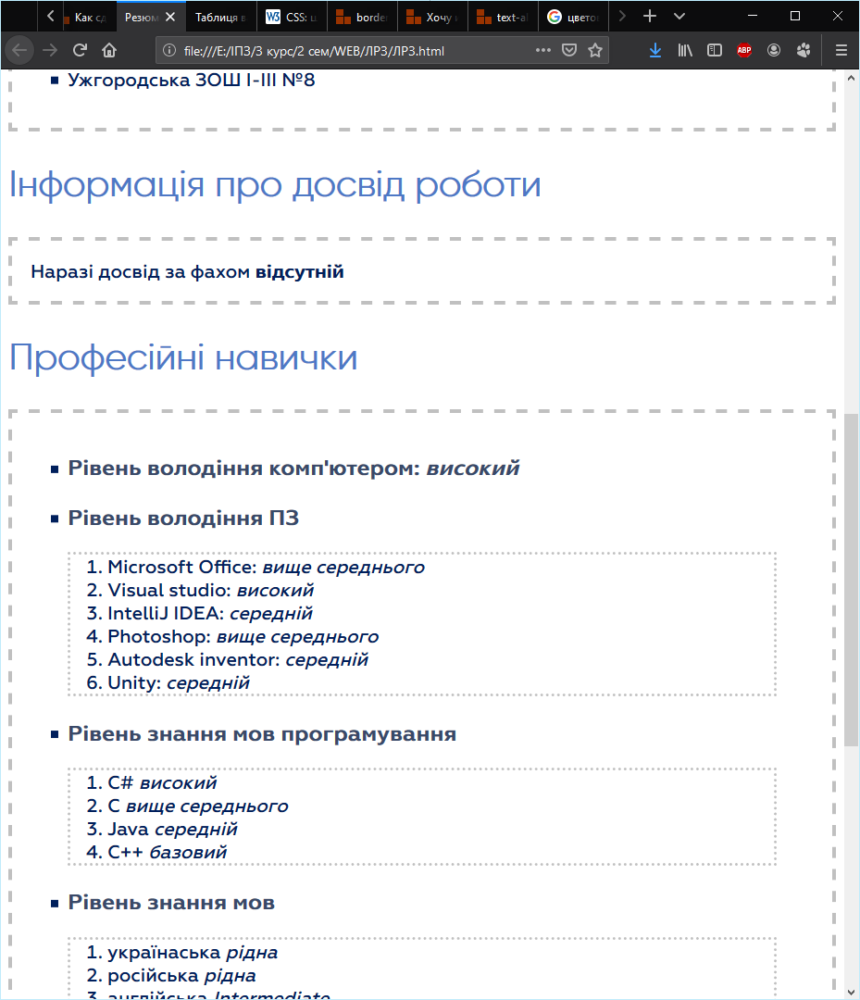 Как сд
Резюм
Таблиця в
W3 CSS: ц
borde
Хочу
text-a
G цвето
file:///E:/ІПЗ/3 курс/2 сем/WEB//ЛР3/ЛР3.html
ABP
Ужгородська ЗОШ І-ІІІ №8
Інформація про досвід роботи
Наразі досвід за фахом відсутній
Професійні навички
Рівень володіння комп'ютером: високий
Рівень володіння ПЗ
1. Microsoft Office: вище середнього
2. Visual studio: високий
3. IntelliJ IDEA: середній
4. Photoshop: вище середнього
5. Autodesk inventor: середній
6. Unity: середній
Рівень знання мов програмування
1. C# високий
2. C вище середнього
3. Java середній
4. C++ базовий
Рівень знання мов
1. українаська рідна
2. російська рідна
3. англійська Intermediate